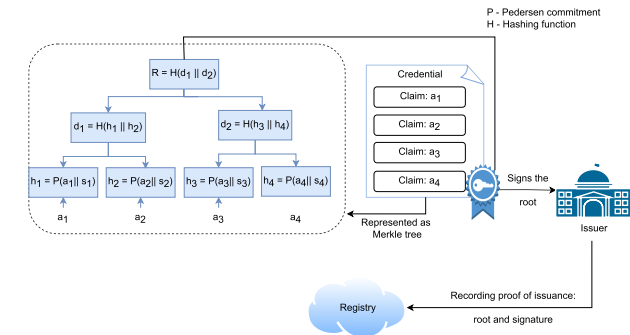 P - Pedersen commitment
H - Hashing function
R = H(d₁ || d₂)
d₁ = H(h₁ || h₂)
d₂ = H(h₃ || h₄)
h₁ = P(a₁|| s₁)
h₂ = P(a₂|| s₂)
h₃ = P(a₃|| s₃)
h₄ = P(a₄|| s₄)
a₁
a₂
a₃
a₄
Credential
Claim: a₁
Claim: a₂
Claim: a₃
Claim: a₄
Represented as
Merkle tree
Signs the
root
Issuer
Recording proof of issuance:
root and signature
Registry